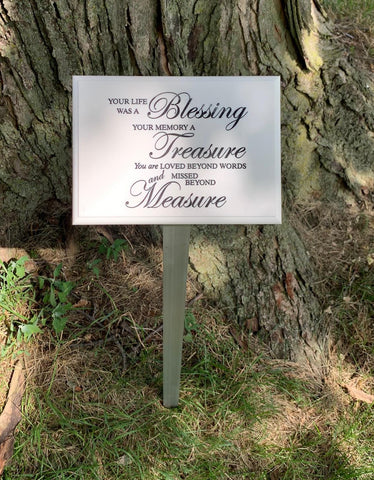 YOUR LIFE
WAS A Blessing
YOUR MEMORY A
Treasure
You are LOVED BEYOND WORDS
and MISSED
BEYOND
Measure